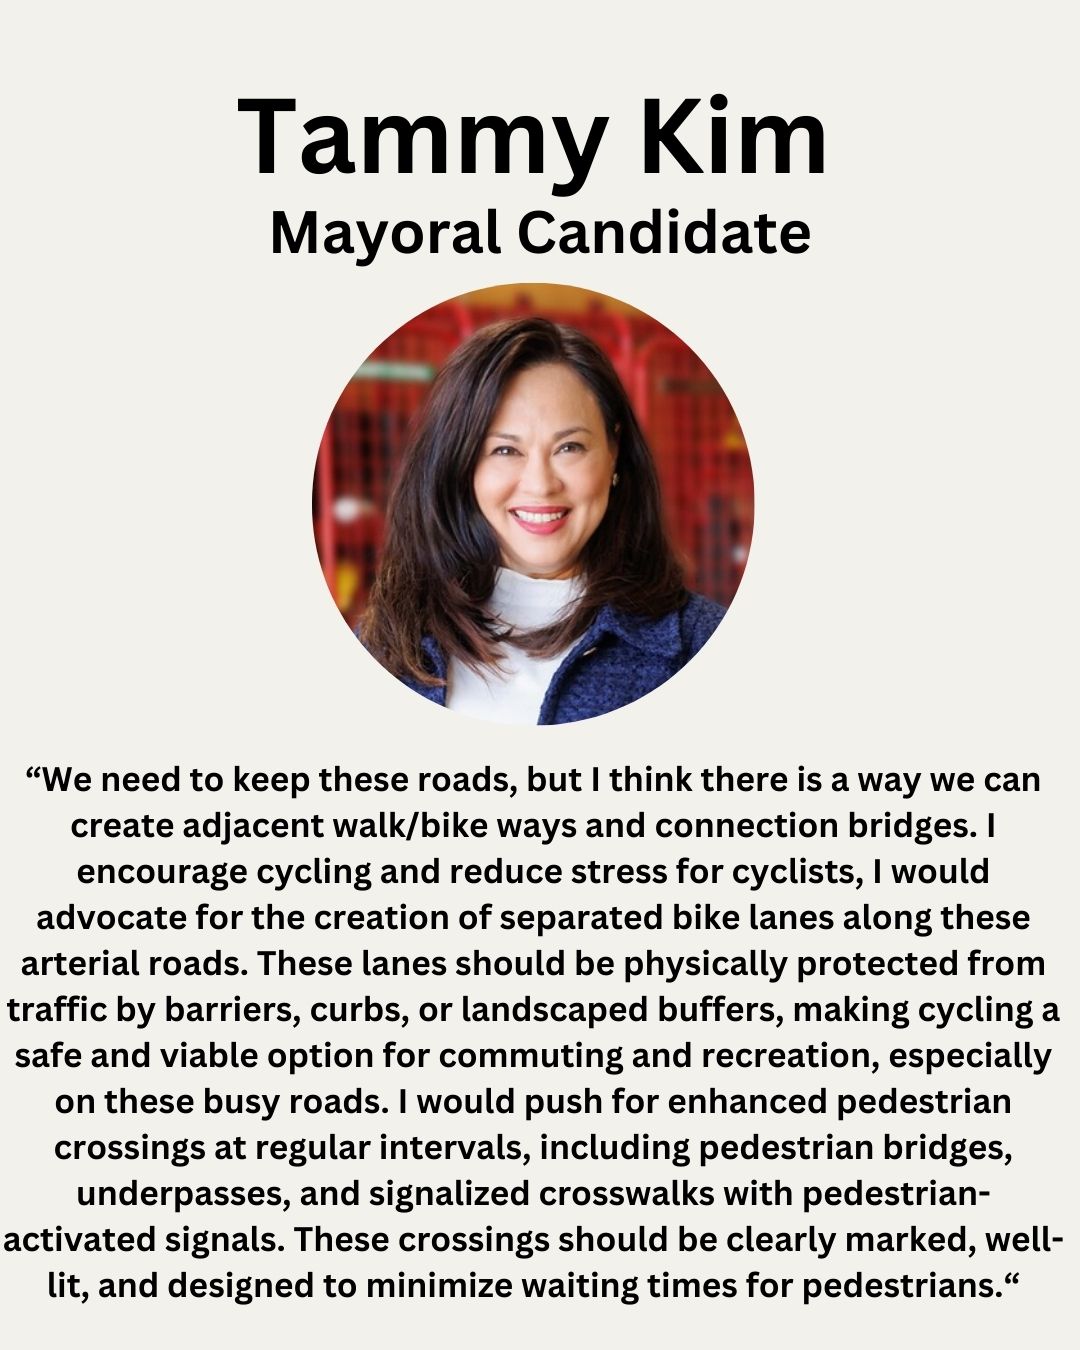 Tammy Kim
Mayoral Candidate
“We need to keep these roads, but I think there is a way we can
create adjacent walk/bike ways and connection bridges. I
encourage cycling and reduce stress for cyclists, I would
advocate for the creation of separated bike lanes along these
arterial roads. These lanes should be physically protected from
traffic by barriers, curbs, or landscaped buffers, making cycling a
safe and viable option for commuting and recreation, especially
on these busy roads. I would push for enhanced pedestrian
crossings at regular intervals, including pedestrian bridges,
underpasses, and signalized crosswalks with pedestrian-
activated signals. These crossings should be clearly marked, well-
lit, and designed to minimize waiting times for pedestrians.“